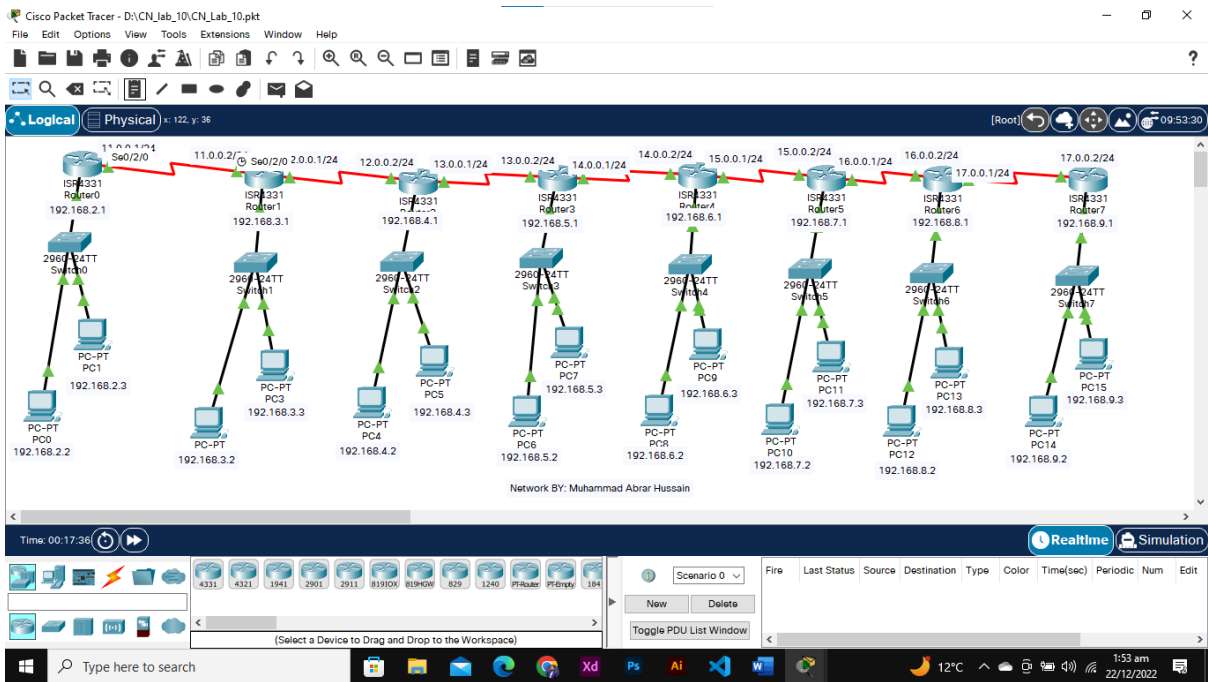 Cisco Packet Tracer - D:\CN_lab_10\CN_Lab_10.pkt
File Edit Options View Tools Extensions Window Help
Logical Physical x: 122, y: 36 [Root] 09:53:30
Se0/2/0 11.0.0.2/ Se0/2/0 2.0.0.1/24 12.0.0.2/24 13.0.0.1/24 13.0.0.2/24 14.0.0.1/24 14.0.0.2/24 15.0.0.1/24 15.0.0.2/24 16.0.0.1/24 16.0.0.2/24 17.0.0.1/24 17.0.0.2/24
ISR4331 ISR4331 ISR4331 ISR4331 ISR4331 ISR4331 ISR4331 ISR4331
Router0 Router1 Router3 Router4 Router5 Router6 Router7
192.168.2.1 192.168.3.1 192.168.4.1 192.168.5.1 192.168.6.1 192.168.7.1 192.168.8.1 192.168.9.1
2960-24TT 2960-24TT 2960-24TT 2960-24TT 2960-24TT 2960-24TT 2960-24TT 2960-24TT
Switch0 Switch1 Switch2 Switch3 Switch4 Switch5 Switch6 Switch7
PC-PT PC-PT PC-PT PC-PT PC-PT PC-PT PC-PT PC-PT
PC1 PC3 PC5 PC7 PC9 PC11 PC13 PC15
192.168.2.3 192.168.3.3 192.168.4.3 192.168.5.3 192.168.6.3 192.168.7.3 192.168.8.3 192.168.9.3
PC-PT PC-PT PC-PT PC-PT PC-PT PC-PT PC-PT PC-PT
PC0 PC4 PC6 PC8 PC10 PC12 PC14
192.168.2.2 192.168.3.2 192.168.4.2 192.168.5.2 192.168.6.2 192.168.7.2 192.168.8.2 192.168.9.2
Network BY: Muhammad Abrar Hussain
Time: 00:17:36 Realtime Simulation
4331 4321 1941 2901 2911 819IOX 819HGW 829 1240 PT-Router PT-Empty 184
(Select a Device to Drag and Drop to the Workspace)
Scenario 0
New Delete
Toggle PDU List Window
Fire Last Status Source Destination Type Color Time(sec) Periodic Num Edit
Type here to search
Xd Ps Ai
12°C 1:53 am
22/12/2022